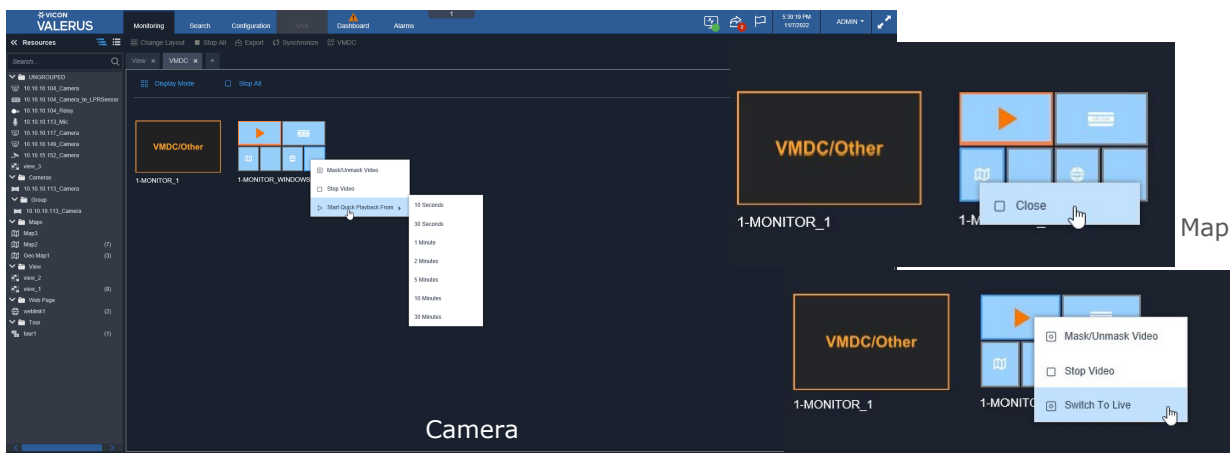 VICON
VALERUS
Monitoring
Search
Configuration
VAX
Dashboard
Alarms
1
2
5:30:19 PM
11/7/2022
ADMIN
Resources
Change Layout
Stop All
Export
Synchronize
VMDC
Search...
View
VMDC
+
Display Mode
Stop All
UNGROUPED
10.10.10.104_Camera
10.10.10.104_Camera_te_LPRSensor
10.10.10.104_Relay
10.10.10.113_Mic
10.10.10.117_Camera
10.10.10.149_Camera
10.10.15.152_Camera
view_3
Cameras
10.10.10.113_Camera
Group
10.10.10.113_Camera
Maps
Map3
Map2 (7)
Geo Map1 (3)
View
view_2
view_1 (8)
Web Page
weblink1 (2)
Tour
tour1 (1)
VMDC/Other
1-MONITOR_1
1-MONITOR_WINDOWS
Mask/Unmask Video
Stop Video
Start Quick Playback From
10 Seconds
30 Seconds
1 Minute
2 Minutes
5 Minutes
10 Minutes
30 Minutes
Camera
VMDC/Other
1-MONITOR_1
1-M
Close
Map
VMDC/Other
1-MONITOR_1
1-MONITO
Mask/Unmask Video
Stop Video
Switch To Live